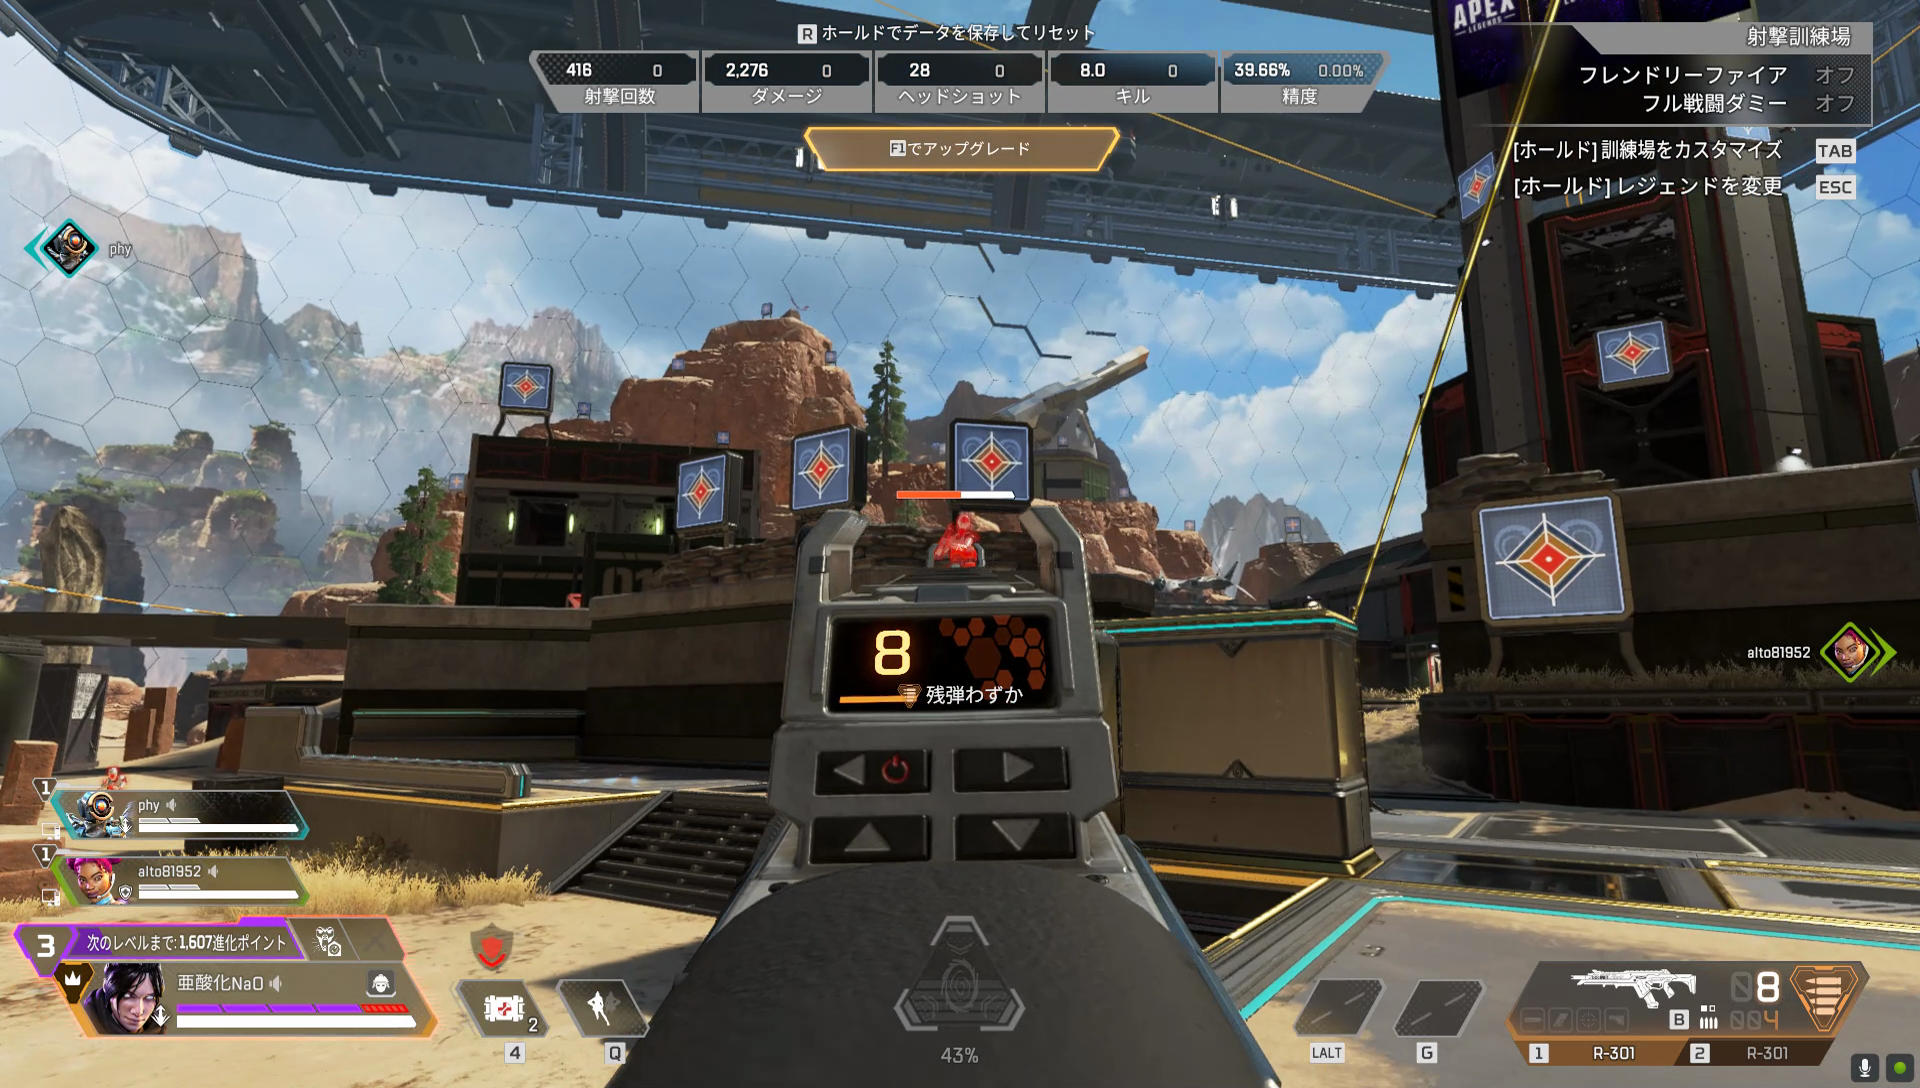 R ホールドでデータを保存してリセット
416 0
射撃回数
2,276 0
ダメージ
28 0
ヘッドショット
8.0 0
キル
39.66% 0.00%
精度
F1でアップグレード
APEX
LEGENDS
射撃訓練場
フレンドリーファイア オフ
フル戦闘ダミー オフ
[ホールド] 訓練場をカスタマイズ TAB
[ホールド] レジェンドを変更 ESC
phy
alto81952
8
残弾わずか
1
phy
1
alto81952
3
次のレベルまで: 1,607進化ポイント
亜酸化NaO
2
4
Q
43%
LALT
G
08
B
004
1 R-301
2 R-301